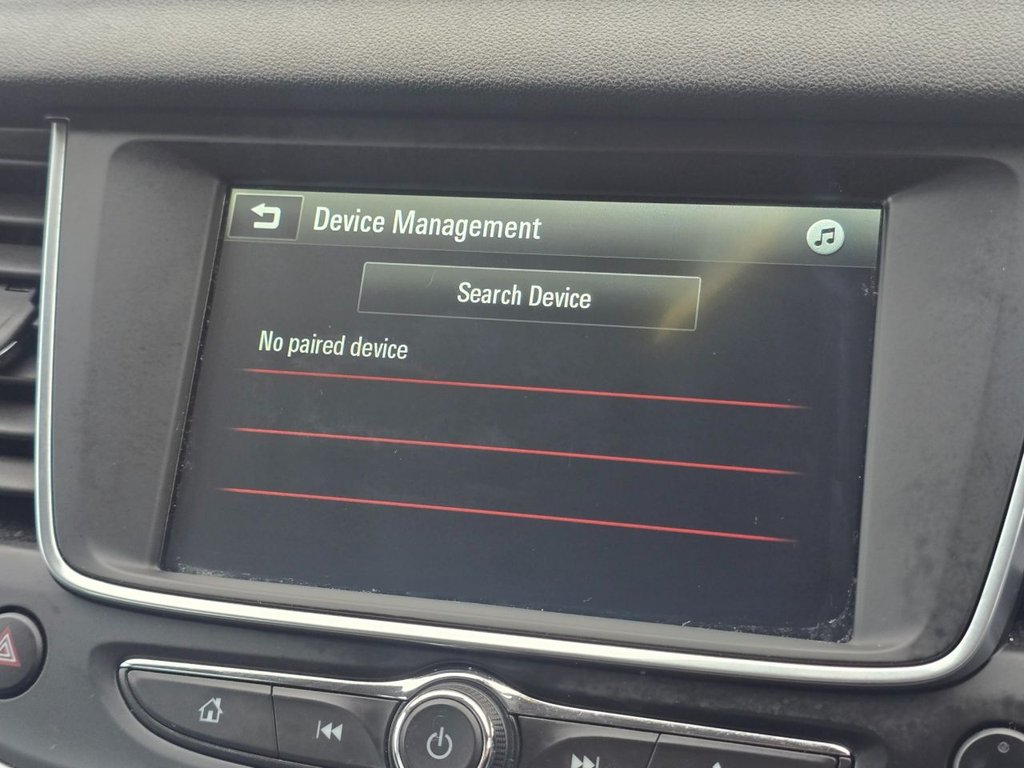 Device Management
Search Device
No paired device